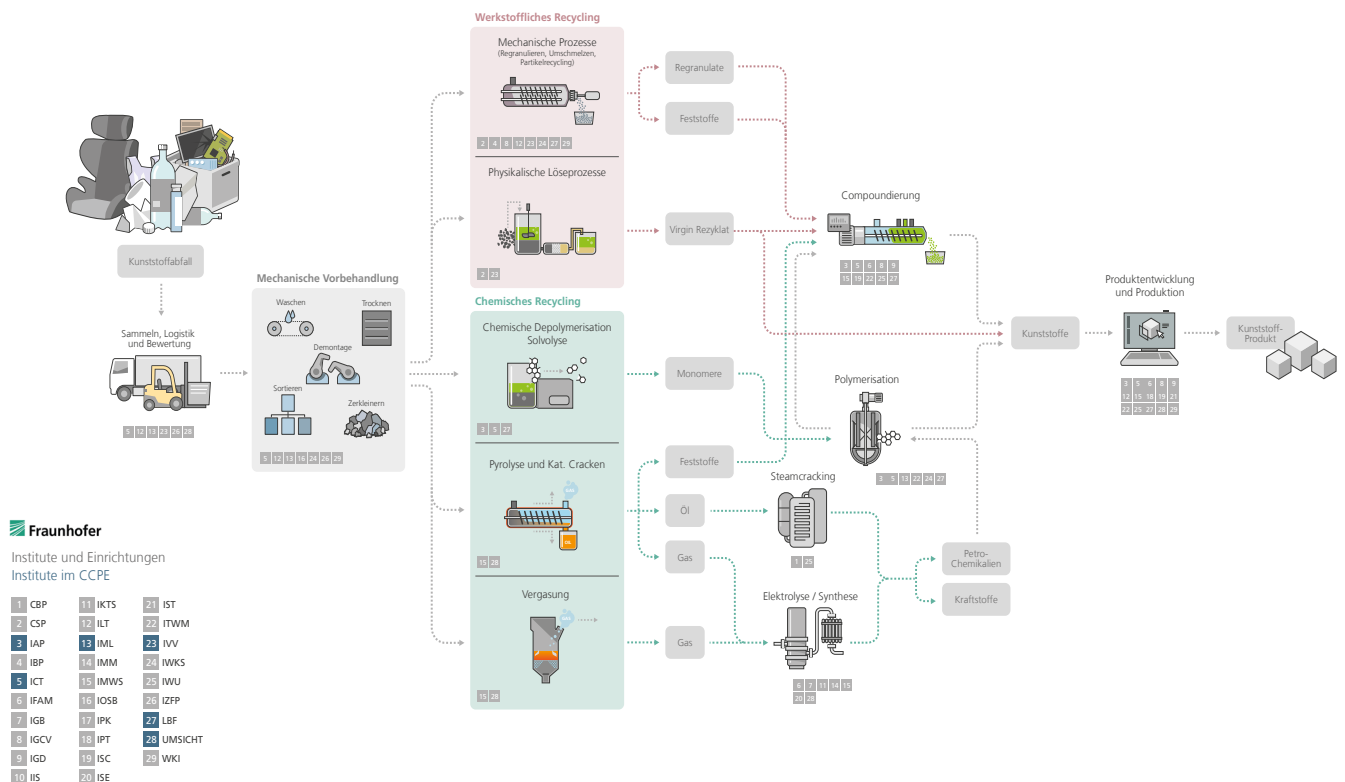 Werkstoffliches Recycling
Mechanische Prozesse
(Regranulieren, Umschmelzen,
Partikelrecycling)
2 4 8 12 23 24 27 29
Physikalische Löseprozesse
2 23
Regranulate
Feststoffe
Virgin Rezyklat
Kunststoffabfall
Sammeln, Logistik
und Bewertung
5 12 13 23 26 28
Mechanische Vorbehandlung
Waschen
Trocknen
Demontage
Sortieren
Zerkleinern
5 12 13 16 24 26 29
Chemisches Recycling
Chemische Depolymerisation
Solvolyse
3 5 27
Pyrolyse und Kat. Cracken
15 28
Vergasung
15 28
Monomere
Feststoffe
Öl
Gas
Gas
Compoundierung
3 5 6 8 9
15 19 22 25 27
Polymerisation
3 5 13 22 24 27
Steamcracking
1 25
Elektrolyse / Synthese
6 7 11 14 15
20 28
Petro-
Chemikalien
Kraftstoffe
Kunststoffe
Produktentwicklung
und Produktion
3 5 6 8 9
12 15 18 19 21
22 25 27 28 29
Kunststoff-
Produkt
Fraunhofer
Institute und Einrichtungen
Institute im CCPE
1 CBP
2 CSP
3 IAP
4 IBP
5 ICT
6 IFAM
7 IGB
8 IGCV
9 IGD
10 IIS
11 IKTS
12 ILT
13 IML
14 IMM
15 IMWS
16 IOSB
17 IPK
18 IPT
19 ISC
20 ISE
21 IST
22 ITWM
23 IVV
24 IWKS
25 IWU
26 IZFP
27 LBF
28 UMSICHT
29 WKI